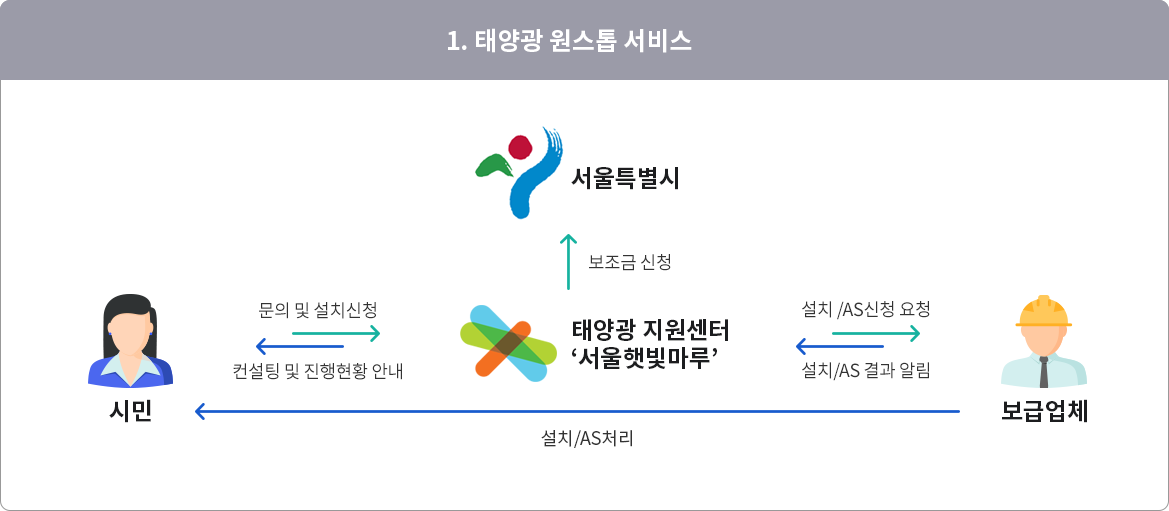 1. 태양광 원스톱 서비스
서울특별시
보조금 신청
문의 및 설치신청
컨설팅 및 진행현황 안내
태양광 지원센터
‘서울햇빛마루’
설치 /AS신청 요청
설치/AS 결과 알림
시민
보급업체
설치/AS처리